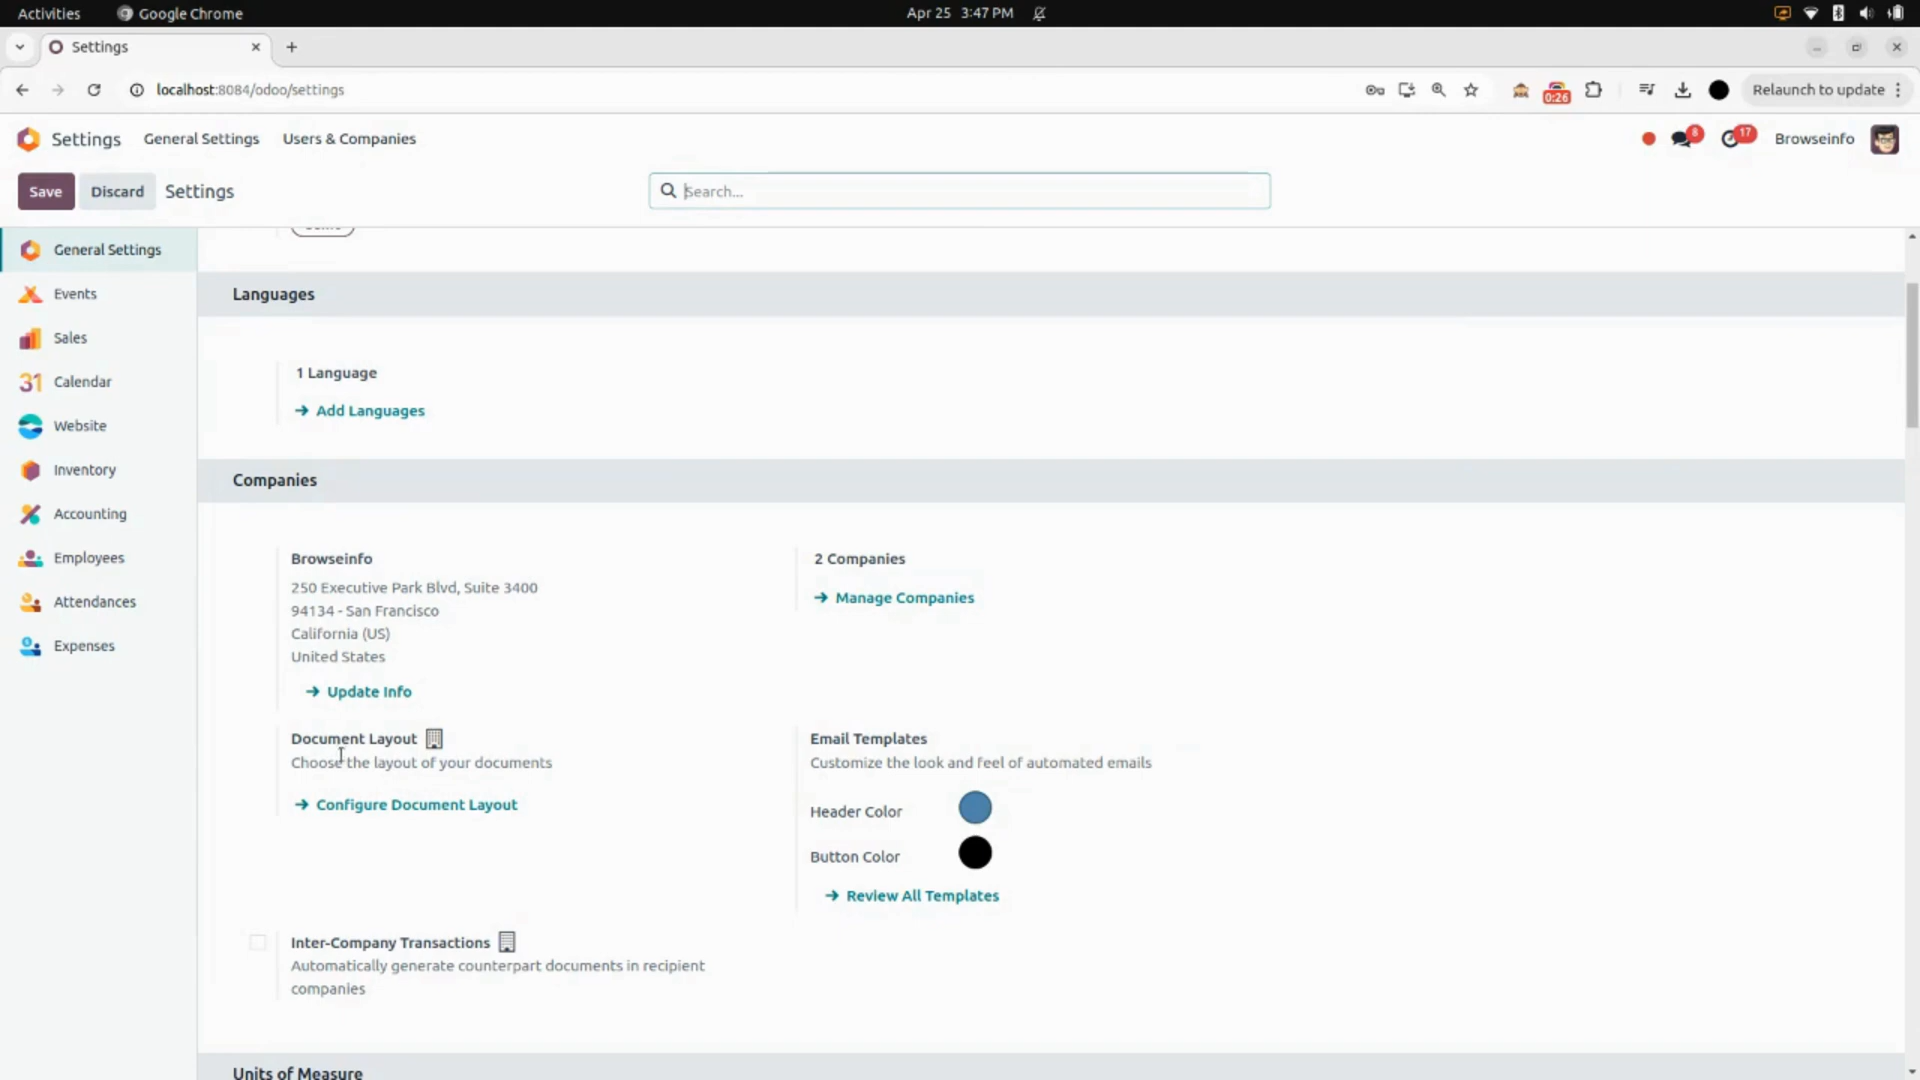 Activities
Google Chrome
Apr 25 3:47 PM
Settings
localhost:8084/odoo/settings
0:26
Relaunch to update
Settings
General Settings
Users & Companies
8
17
Browseinfo
Save
Discard
Settings
Search...
General Settings
Events
Sales
31 Calendar
Website
Inventory
Accounting
Employees
Attendances
Expenses
Languages
1 Language
Add Languages
Companies
Browseinfo
250 Executive Park Blvd, Suite 3400
94134 - San Francisco
California (US)
United States
Update Info
2 Companies
Manage Companies
Document Layout
Choose the layout of your documents
Configure Document Layout
Email Templates
Customize the look and feel of automated emails
Header Color
Button Color
Review All Templates
Inter-Company Transactions
Automatically generate counterpart documents in recipient
companies
Units of Measure